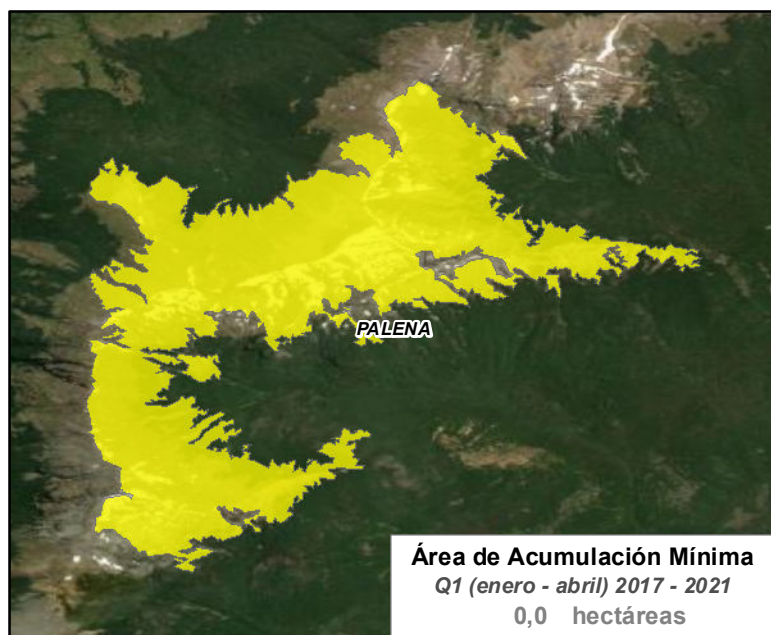 PALENA
Área de Acumulación Mínima
Q1 (enero - abril) 2017 - 2021
0,0 hectáreas